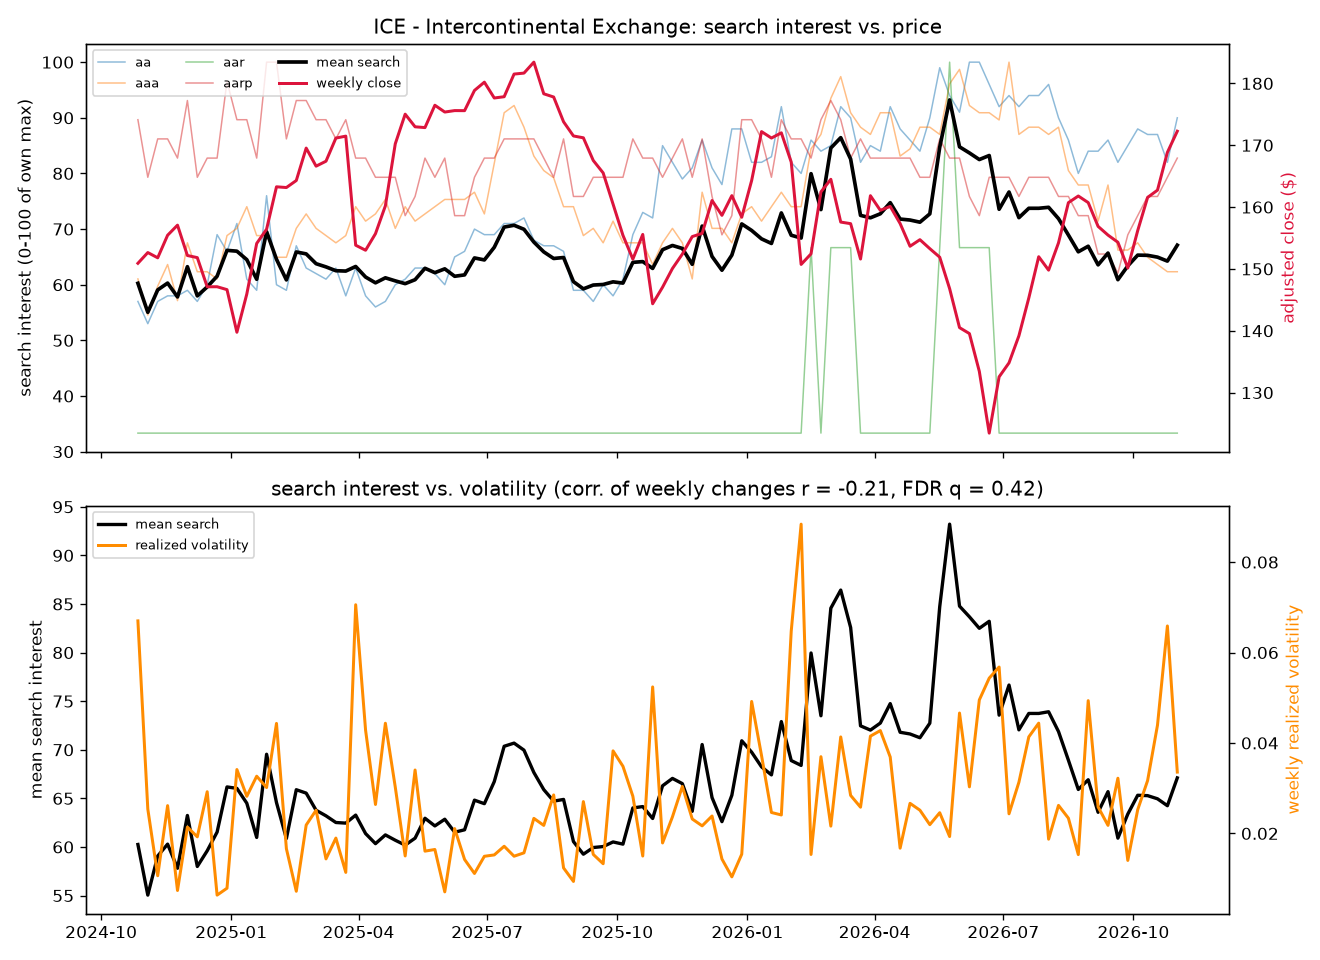 ICE - Intercontinental Exchange: search interest vs. price
aa
aaa
aar
aarp
mean search
weekly close
search interest (0-100 of own max)
100
90
80
70
60
50
40
30
adjusted close ($)
180
170
160
150
140
130
search interest vs. volatility (corr. of weekly changes r = -0.21, FDR q = 0.42)
mean search
realized volatility
mean search interest
95
90
85
80
75
70
65
60
55
weekly realized volatility
0.08
0.06
0.04
0.02
2024-10
2025-01
2025-04
2025-07
2025-10
2026-01
2026-04
2026-07
2026-10